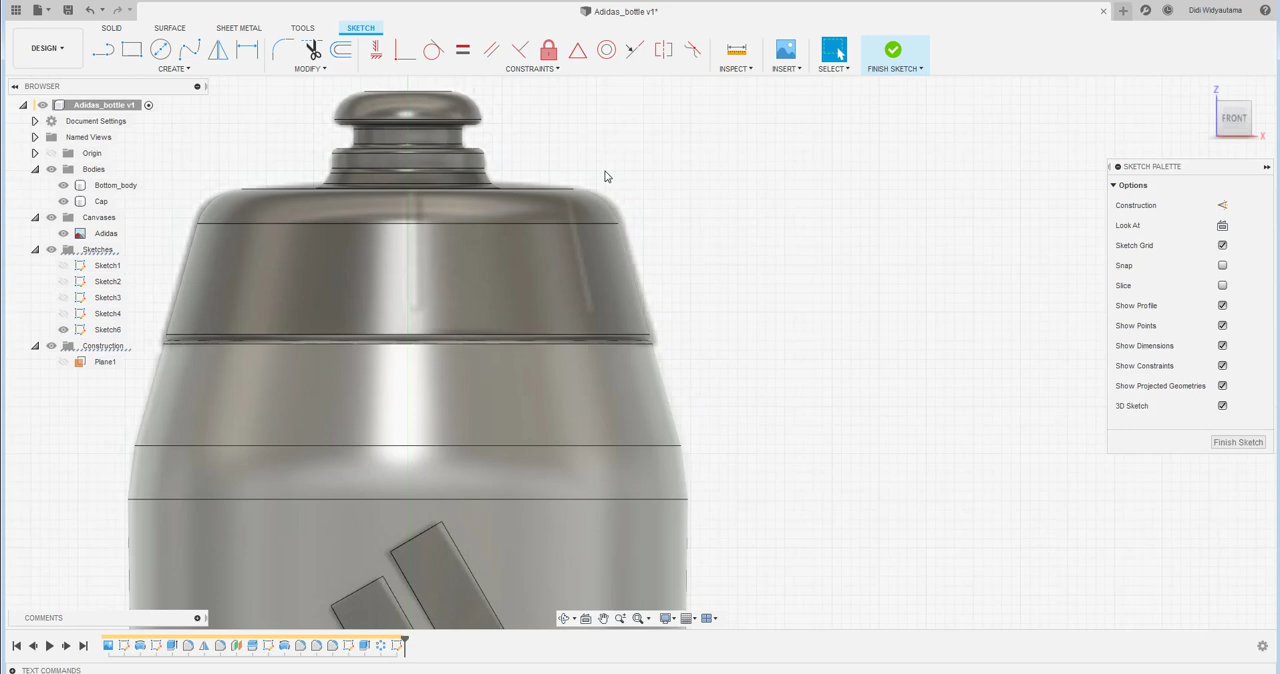 Adidas_bottle v1*
Didi Widyautama
SOLID
SURFACE
SHEET METAL
TOOLS
SKETCH
DESIGN
CREATE
MODIFY
CONSTRAINTS
INSPECT
INSERT
SELECT
FINISH SKETCH
BROWSER
Adidas_bottle v1
Document Settings
Named Views
Origin
Bodies
Bottom_body
Cap
Canvases
Adidas
Sketches
Sketch1
Sketch2
Sketch3
Sketch4
Sketch6
Construction
Plane1
Z
FRONT
X
SKETCH PALETTE
Options
Construction
Look At
Sketch Grid
Snap
Slice
Show Profile
Show Points
Show Dimensions
Show Constraints
Show Projected Geometries
3D Sketch
Finish Sketch
COMMENTS
TEXT COMMANDS